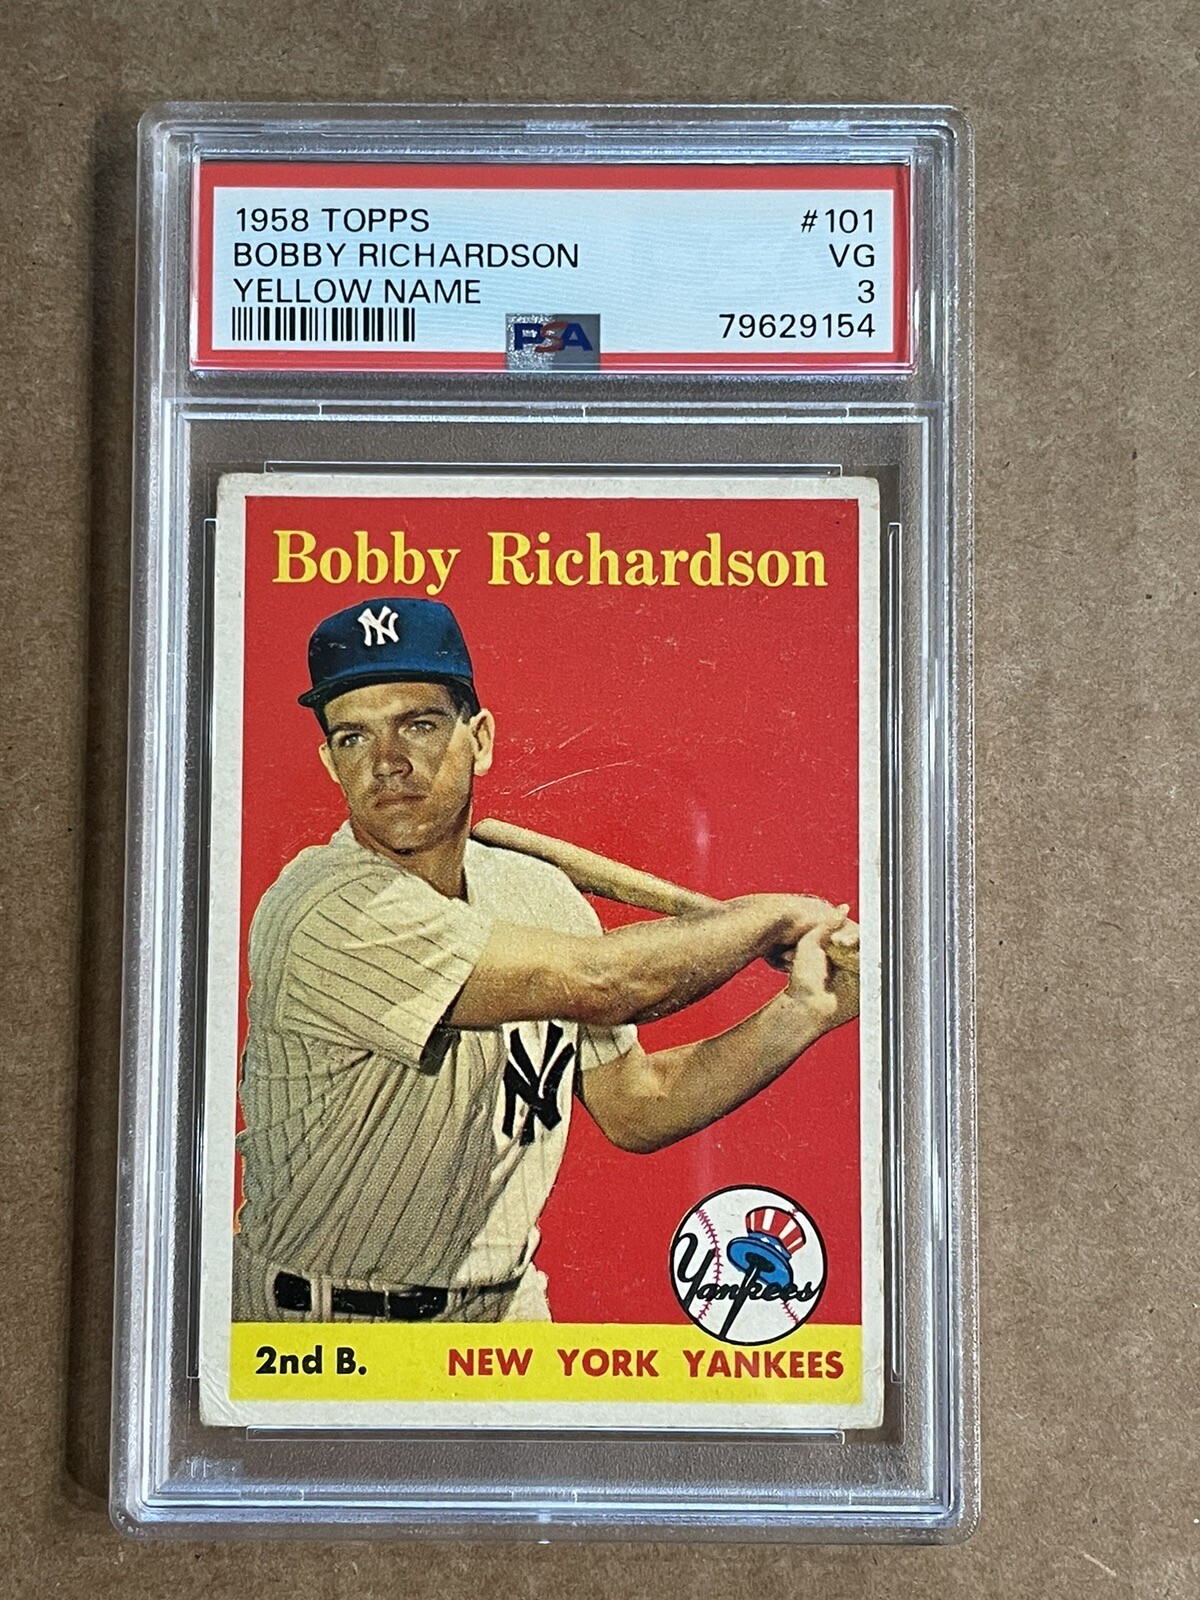 1958 TOPPS #101
BOBBY RICHARDSON VG
YELLOW NAME 3
PSA 79629154
Bobby Richardson
NY
NY
Yankees
2nd B. NEW YORK YANKEES